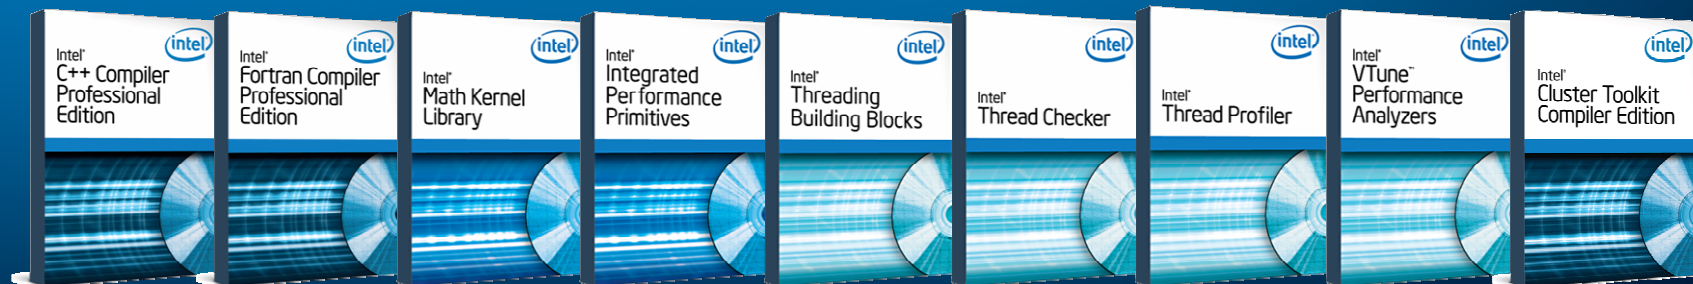 intel
Intel®
C++ Compiler
Professional
Edition
intel
Intel®
Fortran Compiler
Professional
Edition
intel
Intel®
Math Kernel
Library
intel
Intel®
Integrated
Performance
Primitives
intel
Intel®
Threading
Building Blocks
intel
Intel®
Thread Checker
intel
Intel®
Thread Profiler
intel
Intel®
VTune™
Performance
Analyzers
intel
Intel®
Cluster Toolkit
Compiler Edition